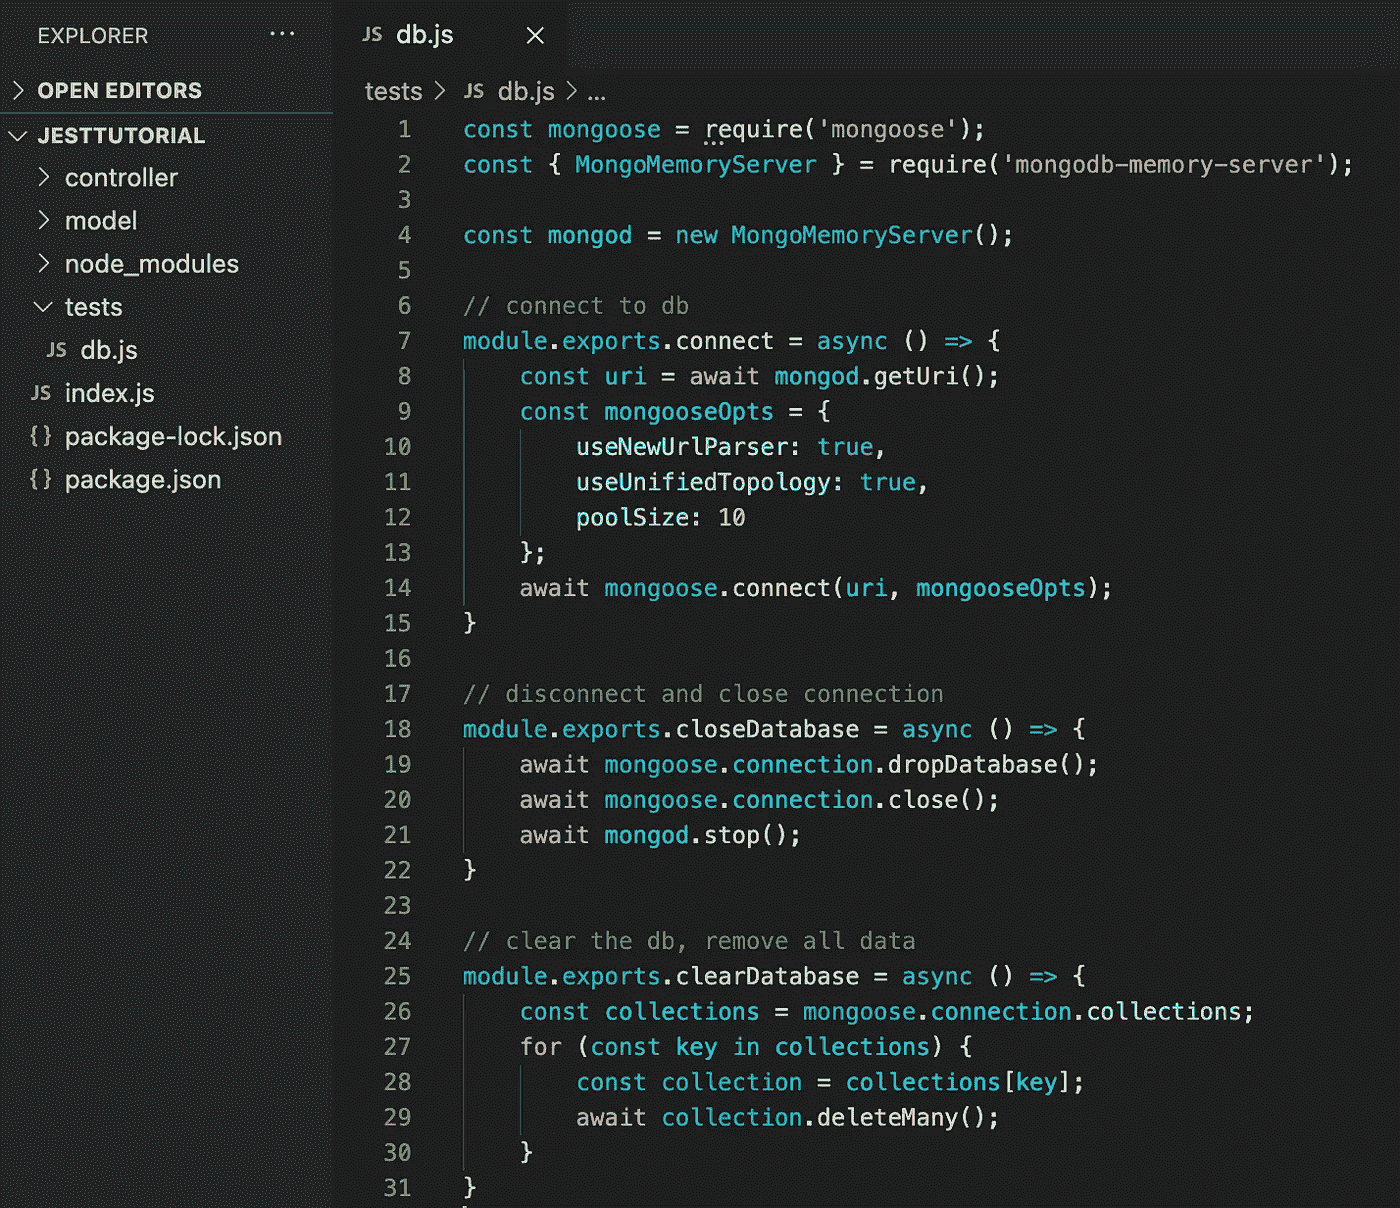 EXPLORER ...
OPEN EDITORS
JESTTUTORIAL
controller
model
node_modules
tests
JS db.js
JS index.js
{} package-lock.json
{} package.json
JS db.js ×
tests > JS db.js > ...
1 const mongoose = require('mongoose');
2 const { MongoMemoryServer } = require('mongodb-memory-server');
3
4 const mongod = new MongoMemoryServer();
5
6 // connect to db
7 module.exports.connect = async () => {
8     const uri = await mongod.getUri();
9     const mongooseOpts = {
10         useNewUrlParser: true,
11         useUnifiedTopology: true,
12         poolSize: 10
13     };
14     await mongoose.connect(uri, mongooseOpts);
15 }
16
17 // disconnect and close connection
18 module.exports.closeDatabase = async () => {
19     await mongoose.connection.dropDatabase();
20     await mongoose.connection.close();
21     await mongod.stop();
22 }
23
24 // clear the db, remove all data
25 module.exports.clearDatabase = async () => {
26     const collections = mongoose.connection.collections;
27     for (const key in collections) {
28         const collection = collections[key];
29         await collection.deleteMany();
30     }
31 }